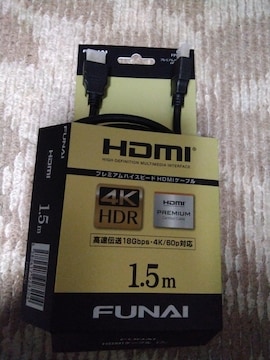 FUNAI
HDMI
HIGH-DEFINITION MULTIMEDIA INTERFACE
プレミアムハイスピード HDMIケーブル
4K
HDR
HDMI
PREMIUM
高速伝送18Gbps・4K/60p対応
1.5m
FUNAI
FUNAI
HDMI
1.5m